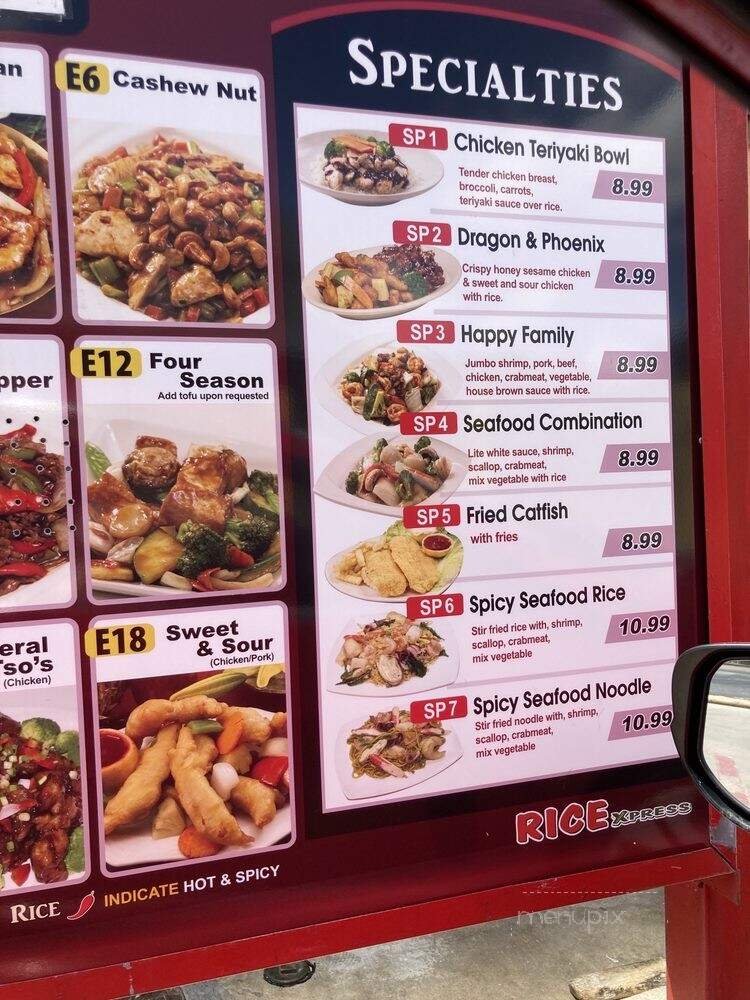 an
E6 Cashew Nut
pper
E12 Four
Season
Add tofu upon requested
eral
so's
(Chicken)
E18 Sweet
& Sour
(Chicken/Pork)
RICE INDICATE HOT & SPICY
SPECIALTIES
SP1 Chicken Teriyaki Bowl
Tender chicken breast,
broccoli, carrots,
teriyaki sauce over rice.
8.99
SP2 Dragon & Phoenix
Crispy honey sesame chicken
& sweet and sour chicken
with rice.
8.99
SP3 Happy Family
Jumbo shrimp, pork, beef,
chicken, crabmeat, vegetable,
house brown sauce with rice.
8.99
SP4 Seafood Combination
Lite white sauce, shrimp,
scallop, crabmeat,
mix vegetable with rice
8.99
SP5 Fried Catfish
with fries
8.99
SP6 Spicy Seafood Rice
Stir fried rice with, shrimp,
scallop, crabmeat,
mix vegetable
10.99
SP7 Spicy Seafood Noodle
Stir fried noodle with, shrimp,
scallop, crabmeat,
mix vegetable
10.99
RICE XPRESS
menupix